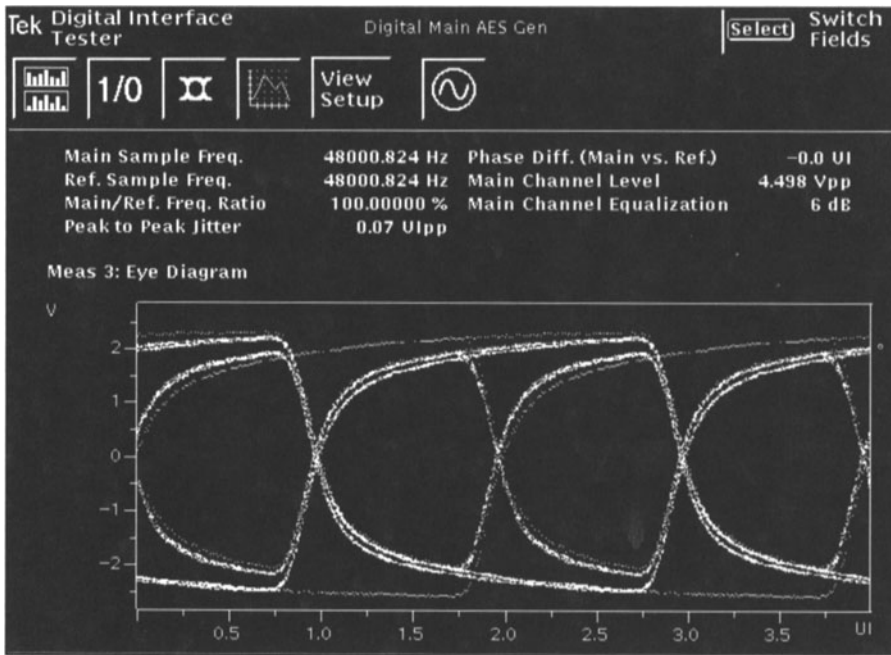 Tek Digital Interface Tester
Digital Main AES Gen
Select Switch Fields
1/0
View Setup
Main Sample Freq. 48000.824 Hz Phase Diff. (Main vs. Ref.) -0.0 UI
Ref. Sample Freq. 48000.824 Hz Main Channel Level 4.498 Vpp
Main/Ref. Freq. Ratio 100.00000 % Main Channel Equalization 6 dB
Peak to Peak Jitter 0.07 UIpp
Meas 3: Eye Diagram
V
2
1
0
-1
-2
0.5 1.0 1.5 2.0 2.5 3.0 3.5 UI